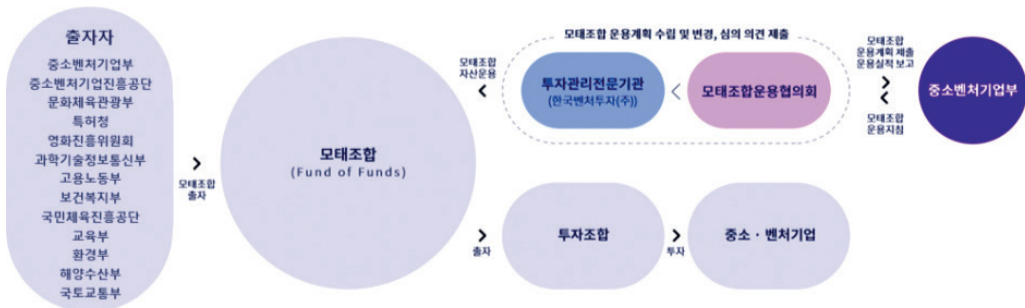 출자자
중소벤처기업부
중소벤처기업진흥공단
문화체육관광부
특허청
영화진흥위원회
과학기술정보통신부
고용노동부
보건복지부
국민체육진흥공단
교육부
환경부
해양수산부
국토교통부
모태조합
출자
모태조합
(Fund of Funds)
모태조합
자산운용
모태조합 운용계획 수립 및 변경, 심의 의견 제출
투자관리전문기관
(한국벤처투자(주))
모태조합운용협의회
모태조합
운용계획 제출
운용실적 보고
모태조합
운용지침
중소벤처기업부
출자
투자조합
투자
중소 · 벤처기업